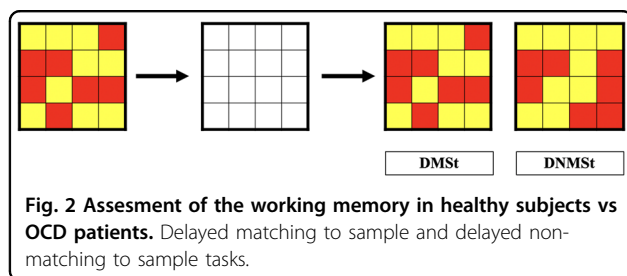 DMSt
DNMSt
Fig. 2 Assesment of the working memory in healthy subjects vs
OCD patients. Delayed matching to sample and delayed non-
matching to sample tasks.